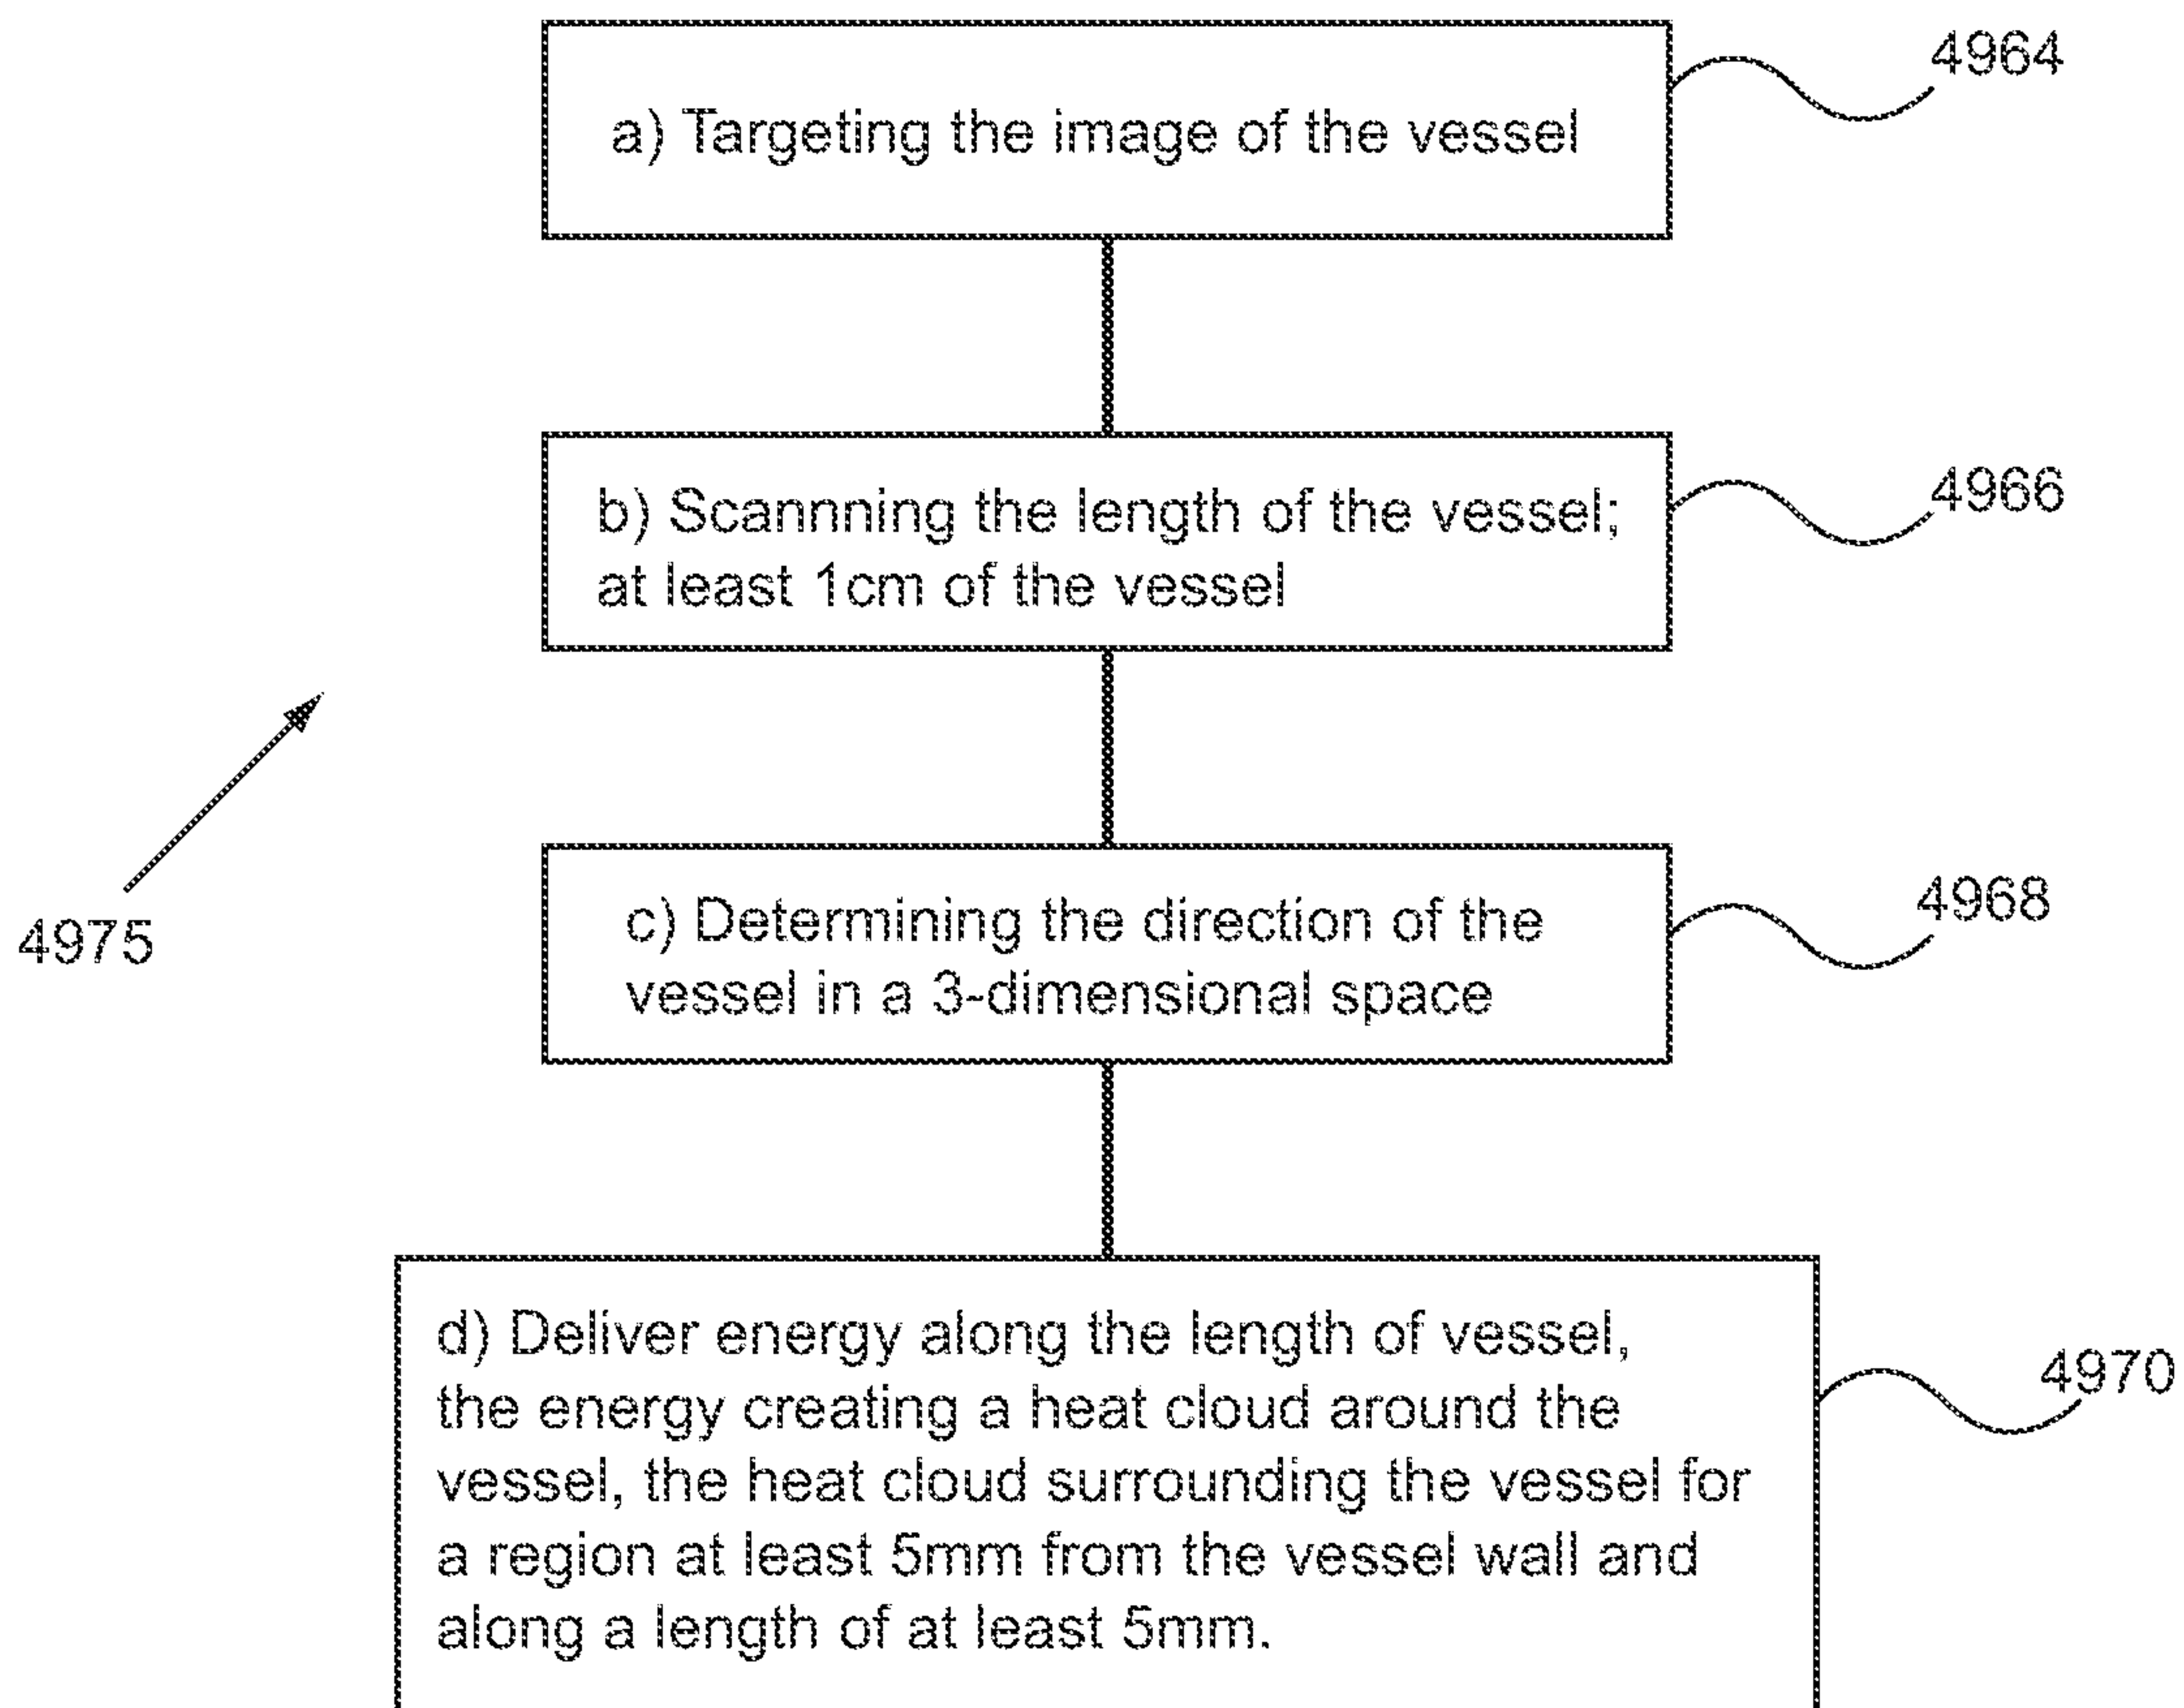 a) Targeting the image of the vessel
4964
b) Scannning the length of the vessel;
at least 1cm of the vessel
4966
c) Determining the direction of the
vessel in a 3-dimensional space
4968
4975
d) Deliver energy along the length of vessel,
the energy creating a heat cloud around the
vessel, the heat cloud surrounding the vessel for
a region at least 5mm from the vessel wall and
along a length of at least 5mm.
4970